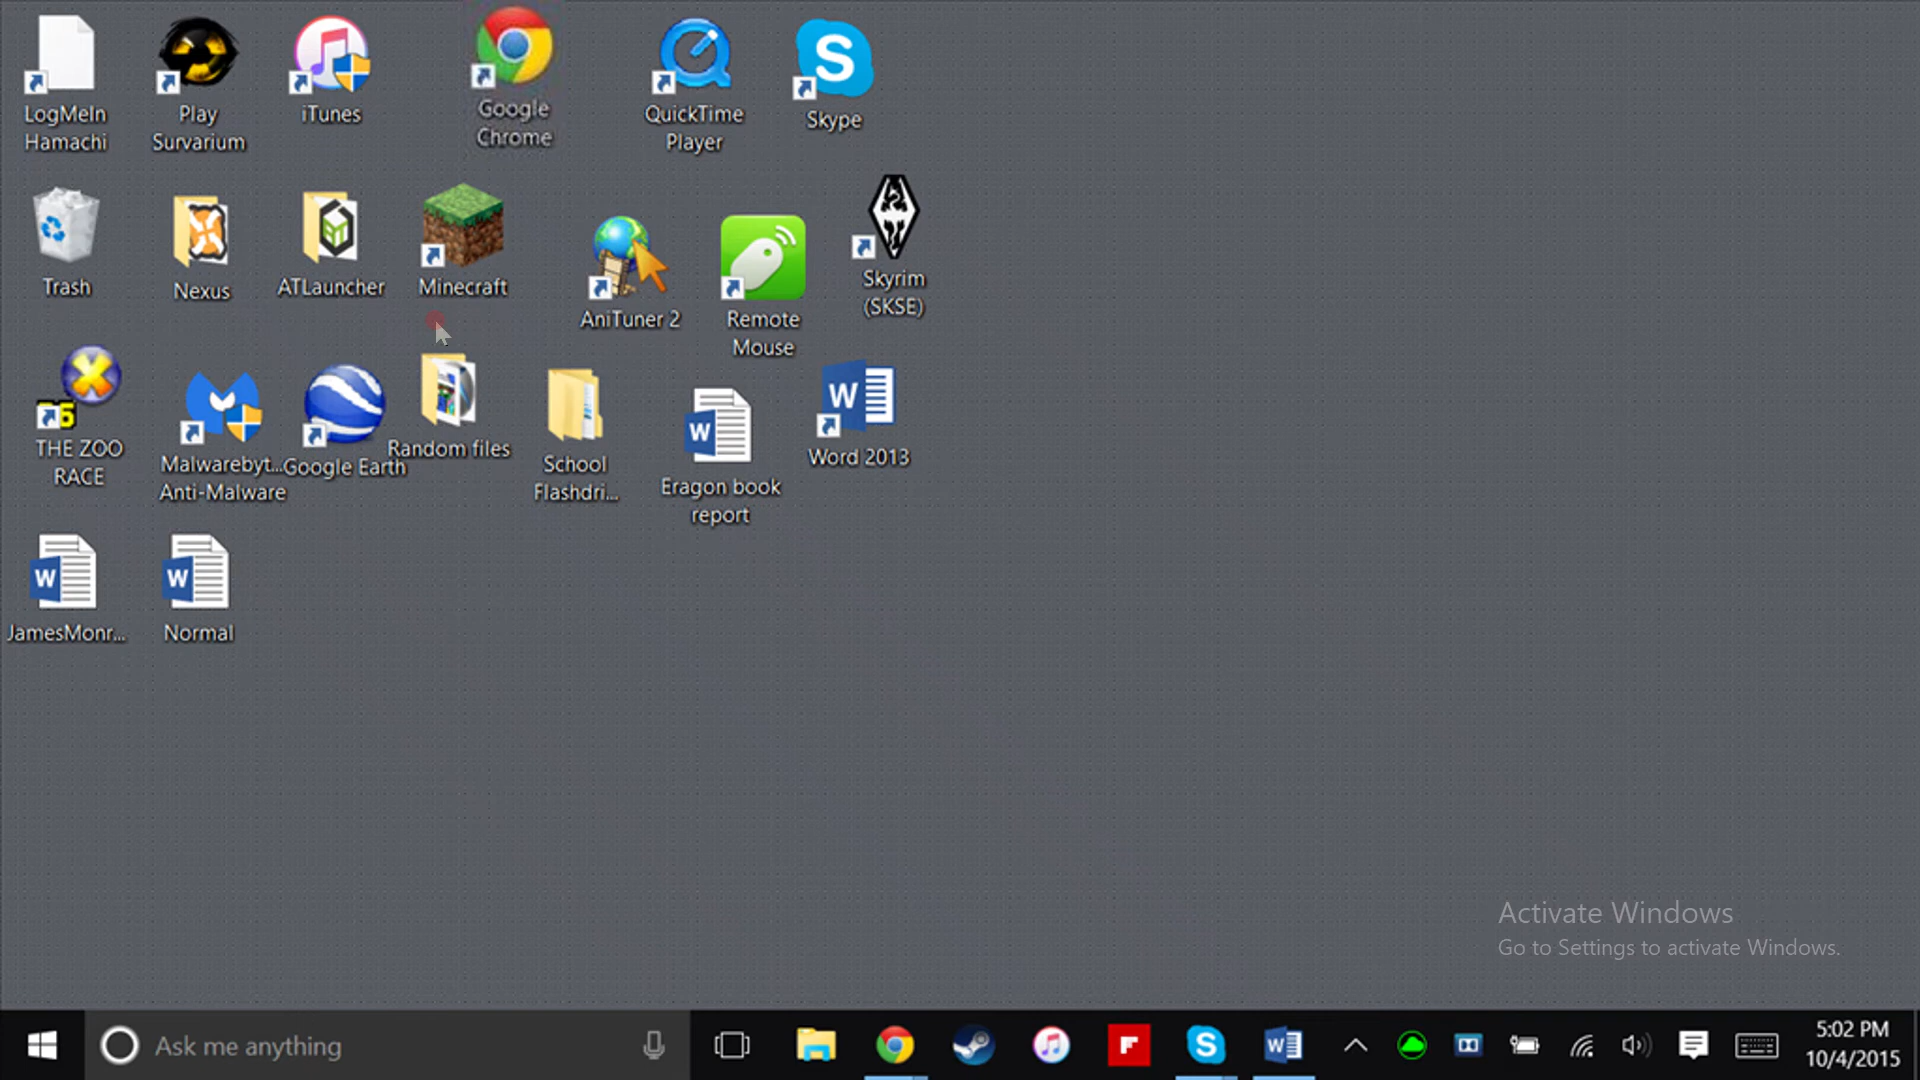 LogMeIn
Hamachi
Play
Survarium
iTunes
Google
Chrome
QuickTime
Player
S
Skype
Trash
Nexus
ATLauncher
Minecraft
AniTuner 2
Remote
Mouse
Skyrim
(SKSE)
THE ZOO
RACE
Malwarebyt...
Anti-Malware
Google Earth
Random files
School
Flashdri...
W
Eragon book
report
W
Word 2013
W
JamesMonr...
W
Normal
Activate Windows
Go to Settings to activate Windows.
Ask me anything
F
S
W
5:02 PM
10/4/2015